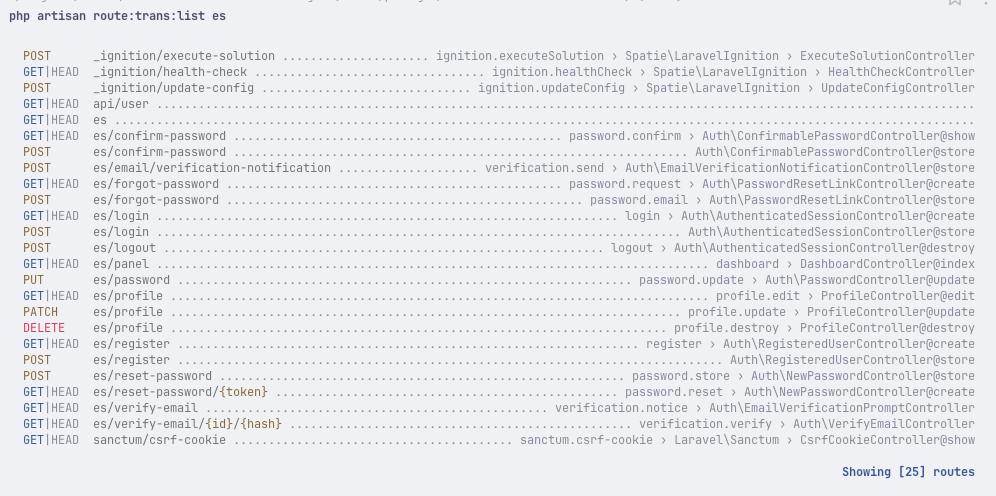 php artisan route:trans:list es
POST _ignition/execute-solution ..................... ignition.executeSolution › Spatie\LaravelIgnition › ExecuteSolutionController
GET|HEAD _ignition/health-check ................................. ignition.healthCheck › Spatie\LaravelIgnition › HealthCheckController
POST _ignition/update-config .............................. ignition.updateConfig › Spatie\LaravelIgnition › UpdateConfigController
GET|HEAD api/user .....................................................................................................................
GET|HEAD es ...........................................................................................................................
GET|HEAD es/confirm-password ............................................... password.confirm › Auth\ConfirmablePasswordController@show
POST es/confirm-password ................................................................. Auth\ConfirmablePasswordController@store
POST es/email/verification-notification .................... verification.send › Auth\EmailVerificationNotificationController@store
GET|HEAD es/forgot-password ................................................ password.request › Auth\PasswordResetLinkController@create
POST es/forgot-password .................................................... password.email › Auth\PasswordResetLinkController@store
GET|HEAD es/login .................................................................. login › Auth\AuthenticatedSessionController@create
POST es/login ........................................................................... Auth\AuthenticatedSessionController@store
POST es/logout ............................................................... logout › Auth\AuthenticatedSessionController@destroy
GET|HEAD es/panel ............................................................................... dashboard › DashboardController@index
PUT es/password ................................................................. password.update › Auth\PasswordController@update
GET|HEAD es/profile ............................................................................. profile.edit › ProfileController@edit
PATCH es/profile ......................................................................... profile.update › ProfileController@update
DELETE es/profile ....................................................................... profile.destroy › ProfileController@destroy
GET|HEAD es/register .................................................................. register › Auth\RegisteredUserController@create
POST es/register .............................................................................. Auth\RegisteredUserController@store
POST es/reset-password .......................................................... password.store › Auth\NewPasswordController@store
GET|HEAD es/reset-password/{token} ................................................. password.reset › Auth\NewPasswordController@create
GET|HEAD es/verify-email ................................................. verification.notice › Auth\EmailVerificationPromptController
GET|HEAD es/verify-email/{id}/{hash} ................................................. verification.verify › Auth\VerifyEmailController
GET|HEAD sanctum/csrf-cookie ........................................ sanctum.csrf-cookie › Laravel\Sanctum › CsrfCookieController@show
Showing [25] routes